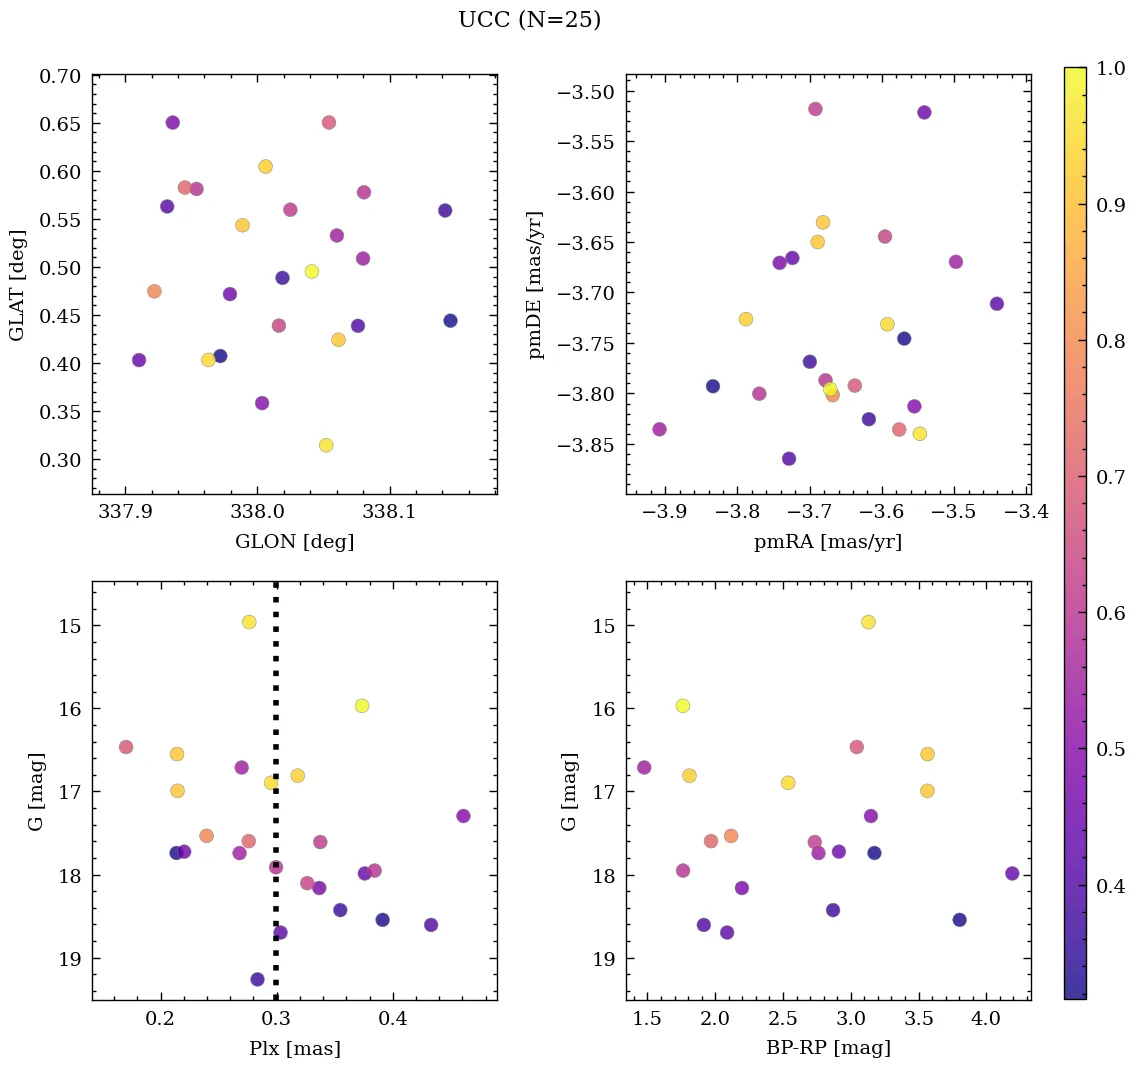 UCC (N=25)
0.70
0.65
0.60
0.55
0.50
0.45
0.40
0.35
0.30
GLAT [deg]
337.9 338.0 338.1
GLON [deg]
−3.50
−3.55
−3.60
−3.65
−3.70
−3.75
−3.80
−3.85
pmDE [mas/yr]
−3.9 −3.8 −3.7 −3.6 −3.5 −3.4
pmRA [mas/yr]
15
16
17
18
19
G [mag]
0.2 0.3 0.4
Plx [mas]
15
16
17
18
19
G [mag]
1.5 2.0 2.5 3.0 3.5 4.0
BP-RP [mag]
1.0
0.9
0.8
0.7
0.6
0.5
0.4